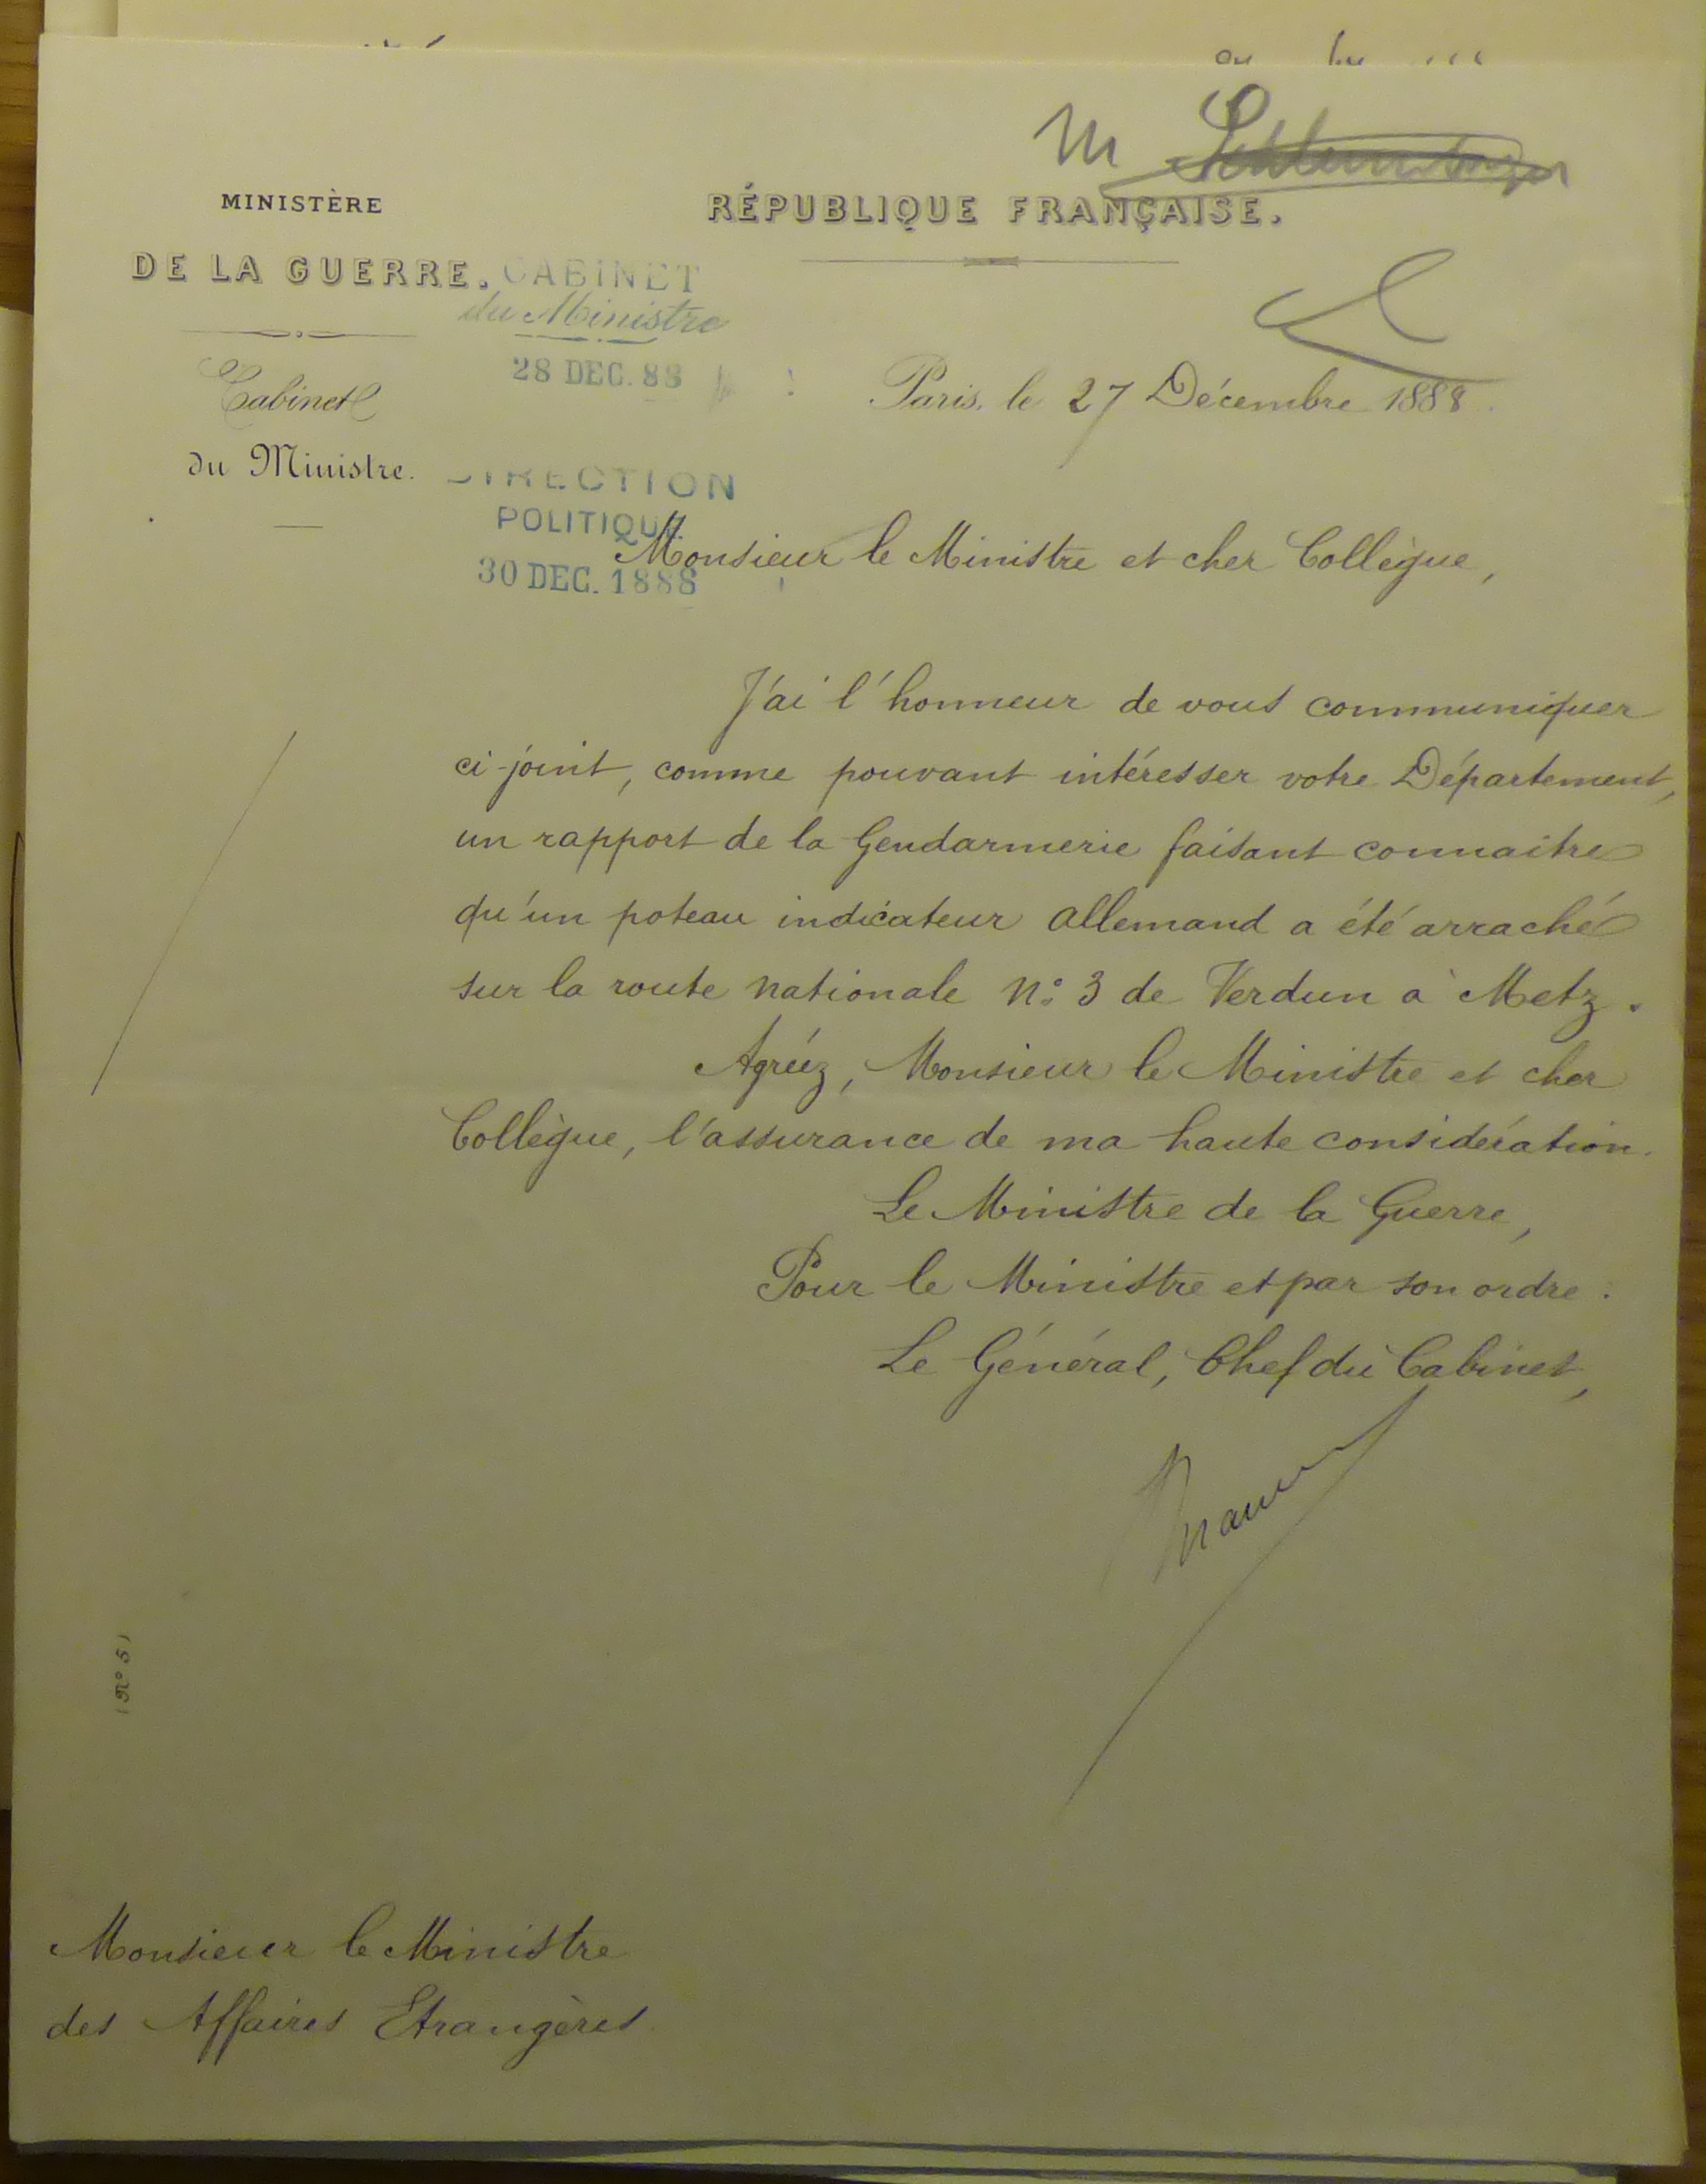 M
MINISTÈRE
DE LA GUERRE.
RÉPUBLIQUE FRANÇAISE.
CABINET
du Ministre
28 DEC. 88
Cabinet
du Ministre.
Paris, le 27 Décembre 1888.
DIRECTION
POLITIQUE
30 DEC. 1888
Monsieur le Ministre et cher Collègue,
J'ai l'honneur de vous communiquer
ci-joint, comme pouvant intéresser votre Département,
un rapport de la Gendarmerie faisant connaitre
qu'un poteau indicateur allemand a été arraché
sur la route nationale No. 3 de Verdun à Metz.
Agréez, Monsieur le Ministre et cher
Collègue, l'assurance de ma haute considération.
Le Ministre de la Guerre,
Pour le Ministre et par son ordre:
Le Général, Chef du Cabinet,
(No 5)
Monsieur le Ministre
des Affaires Etrangères